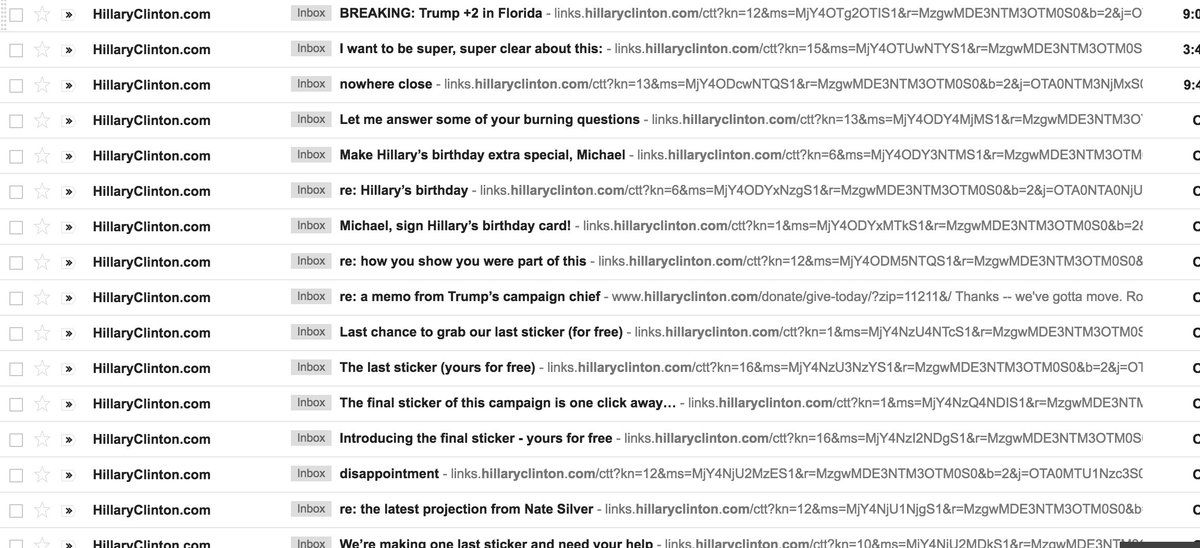 HillaryClinton.com Inbox BREAKING: Trump +2 in Florida - links.hillaryclinton.com/ctt?kn=12&ms=MjY4OTg2OTIS1&r=MzgwMDE3NTM3OTM0S0&b=2&j=O 9:0
» HillaryClinton.com Inbox I want to be super, super clear about this: - links.hillaryclinton.com/ctt?kn=15&ms=MjY4OTUwNTYS1&r=MzgwMDE3NTM3OTM0S 3:4
» HillaryClinton.com Inbox nowhere close - links.hillaryclinton.com/ctt?kn=13&ms=MjY4ODcwNTQS1&r=MzgwMDE3NTM3OTM0S0&b=2&j=OTA0NTM3NjMxS0 9:4
» HillaryClinton.com Inbox Let me answer some of your burning questions - links.hillaryclinton.com/ctt?kn=13&ms=MjY4ODY4MjMS1&r=MzgwMDE3NTM3O
» HillaryClinton.com Inbox Make Hillary’s birthday extra special, Michael - links.hillaryclinton.com/ctt?kn=6&ms=MjY4ODY3NTMS1&r=MzgwMDE3NTM3OTM
» HillaryClinton.com Inbox re: Hillary’s birthday - links.hillaryclinton.com/ctt?kn=6&ms=MjY4ODYxNzgS1&r=MzgwMDE3NTM3OTM0S0&b=2&j=OTA0NTA0NjU
» HillaryClinton.com Inbox Michael, sign Hillary’s birthday card! - links.hillaryclinton.com/ctt?kn=1&ms=MjY4ODYxMTkS1&r=MzgwMDE3NTM3OTM0S0&b=2&
» HillaryClinton.com Inbox re: how you show you were part of this - links.hillaryclinton.com/ctt?kn=12&ms=MjY4ODM5NTQS1&r=MzgwMDE3NTM3OTM0S0&
» HillaryClinton.com Inbox re: a memo from Trump’s campaign chief - www.hillaryclinton.com/donate/give-today/?zip=11211&/ Thanks -- we've gotta move. Ro
» HillaryClinton.com Inbox Last chance to grab our last sticker (for free) - links.hillaryclinton.com/ctt?kn=1&ms=MjY4NzU4NTcS1&r=MzgwMDE3NTM3OTM0S
» HillaryClinton.com Inbox The last sticker (yours for free) - links.hillaryclinton.com/ctt?kn=16&ms=MjY4NzU3NzYS1&r=MzgwMDE3NTM3OTM0S0&b=2&j=OT
» HillaryClinton.com Inbox The final sticker of this campaign is one click away… - links.hillaryclinton.com/ctt?kn=1&ms=MjY4NzQ4NDIS1&r=MzgwMDE3NTM
» HillaryClinton.com Inbox Introducing the final sticker - yours for free - links.hillaryclinton.com/ctt?kn=16&ms=MjY4NzI2NDgS1&r=MzgwMDE3NTM3OTM0S
» HillaryClinton.com Inbox disappointment - links.hillaryclinton.com/ctt?kn=12&ms=MjY4NjU2MzES1&r=MzgwMDE3NTM3OTM0S0&b=2&j=OTA0MTU1Nzc3S0
» HillaryClinton.com Inbox re: the latest projection from Nate Silver - links.hillaryclinton.com/ctt?kn=12&ms=MjY4NjU1NjgS1&r=MzgwMDE3NTM3OTM0S0&b
» HillaryClinton.com Inbox We’re making one last sticker and need your help - links.hillaryclinton.com/ctt?kn=10&ms=MjY4NjU2MDkS1&r=MzgwMDE3NTM